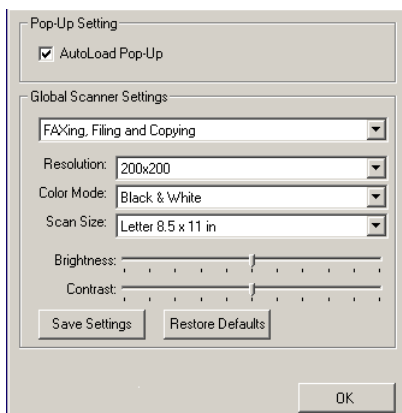 Pop-Up Setting
AutoLoad Pop-Up
Global Scanner Settings
FAXing, Filing and Copying
Resolution: 200x200
Color Mode: Black & White
Scan Size: Letter 8.5 x 11 in
Brightness:
Contrast:
Save Settings Restore Defaults
OK